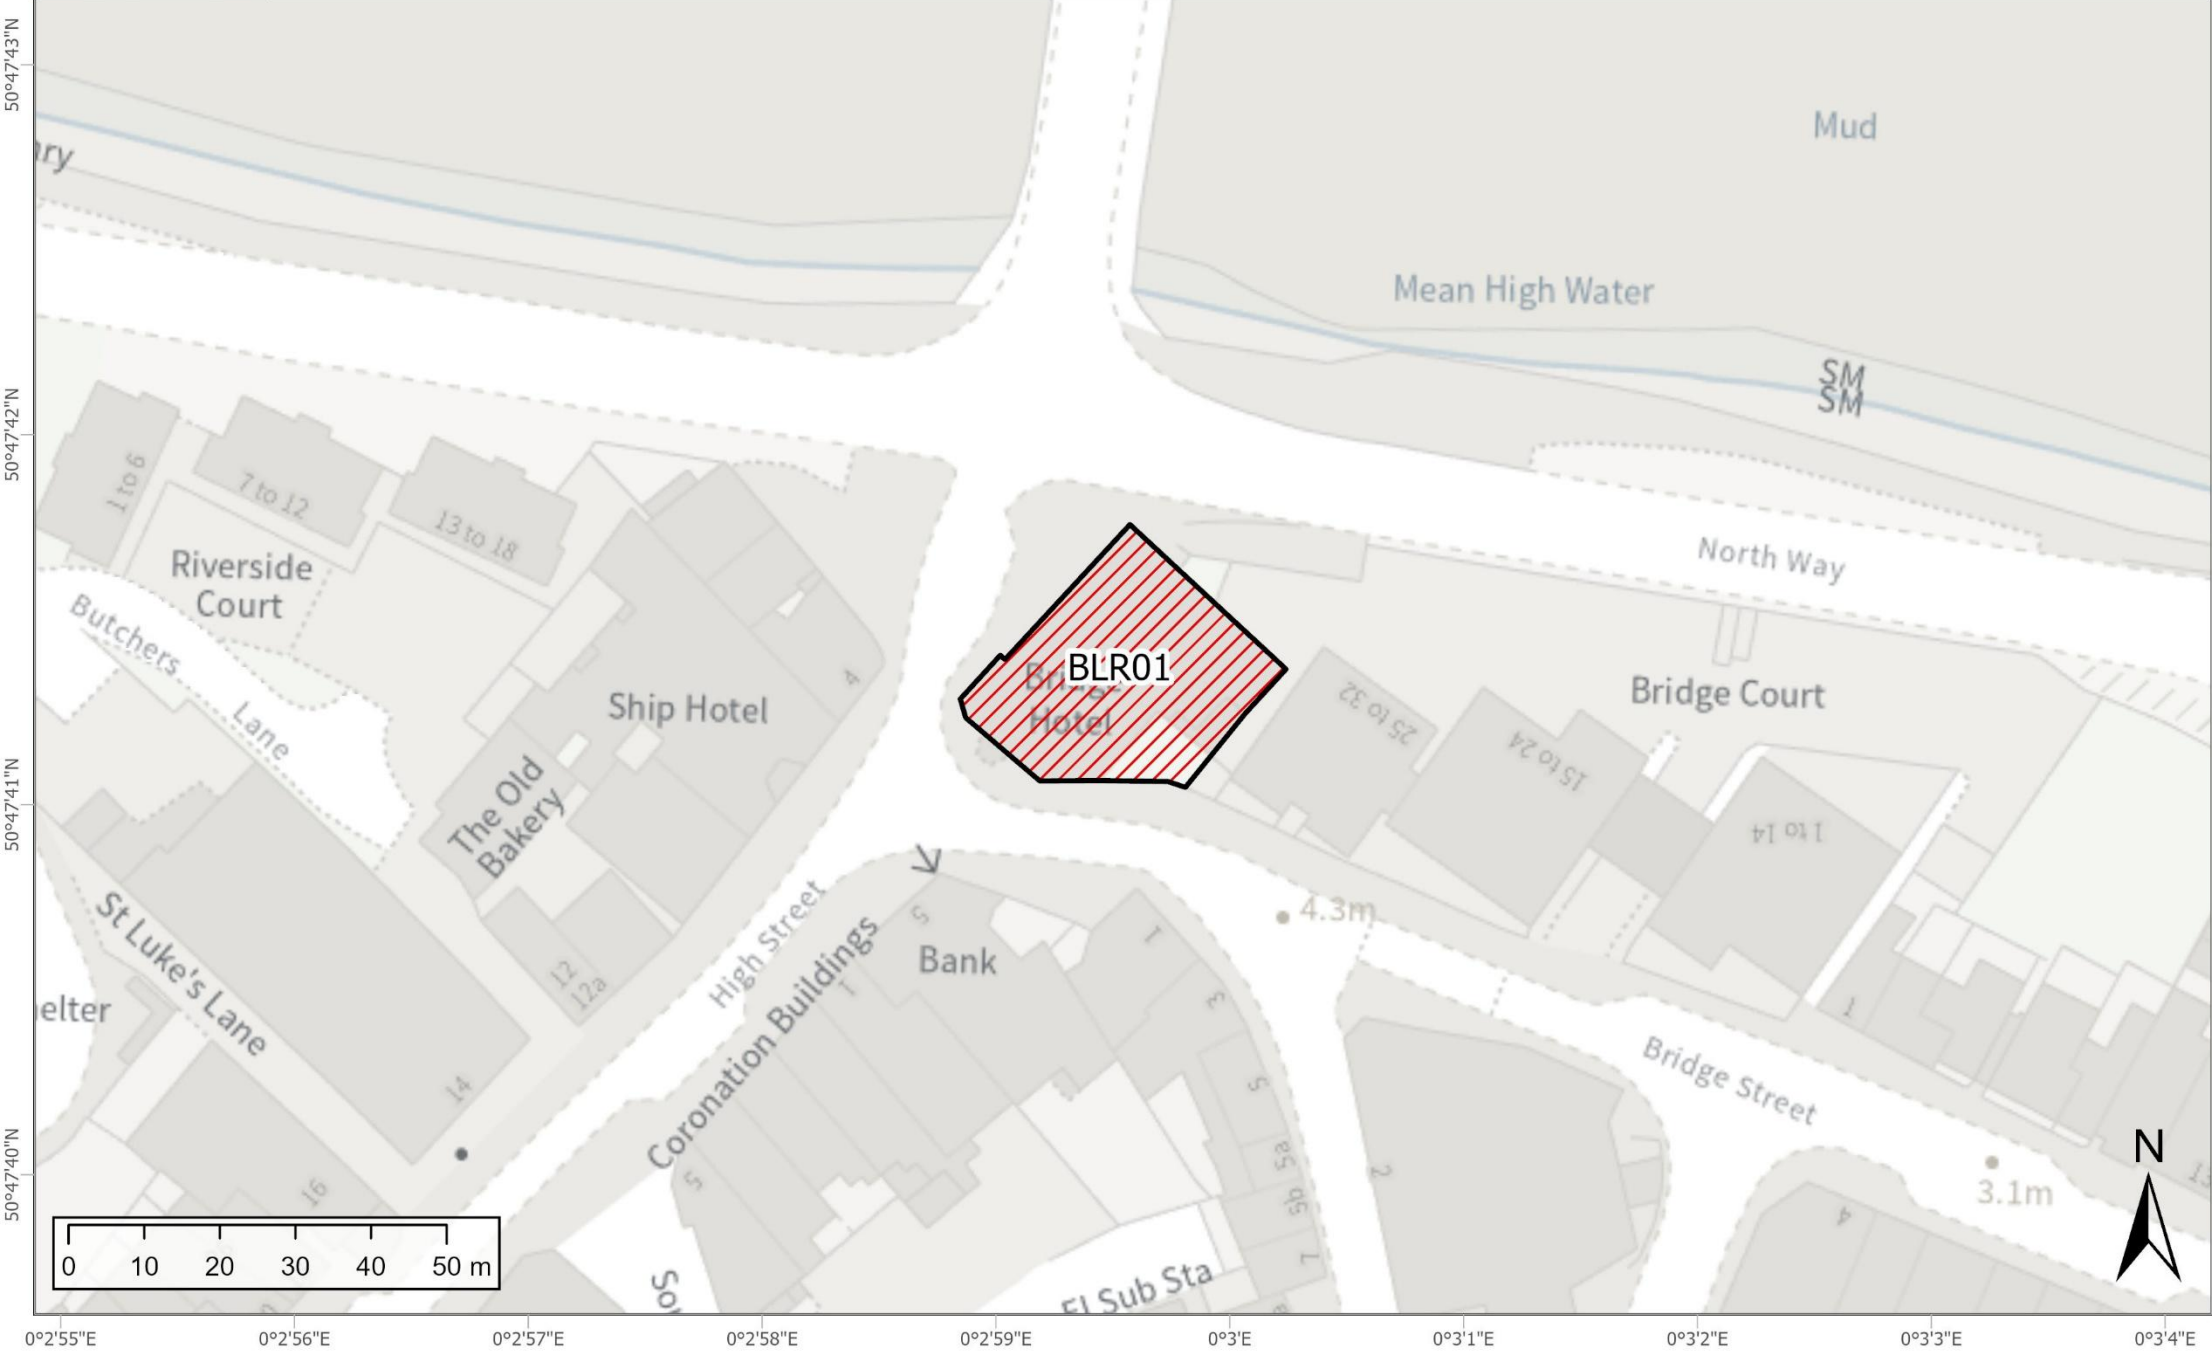 50°47'43"N
50°47'42"N
50°47'41"N
50°47'40"N
Mud
Mean High Water
SM
SM
North Way
1 to 6
7 to 12
13 to 18
Riverside
Court
Butchers
Lane
Ship Hotel
4
BLR01
Bridge
Hotel
25 to 32
15 to 24
Bridge Court
1 to 14
The Old
Bakery
12
12a
St Luke's Lane
High Street
Coronation Buildings
5
Bank
1
1
3
5
5a
5b
7
4.3m
Bridge Street
1
14
16
5
2
4
3.1m
El Sub Sta
N
0 10 20 30 40 50 m
0°2'55"E 0°2'56"E 0°2'57"E 0°2'58"E 0°2'59"E 0°3'E 0°3'1"E 0°3'2"E 0°3'3"E 0°3'4"E